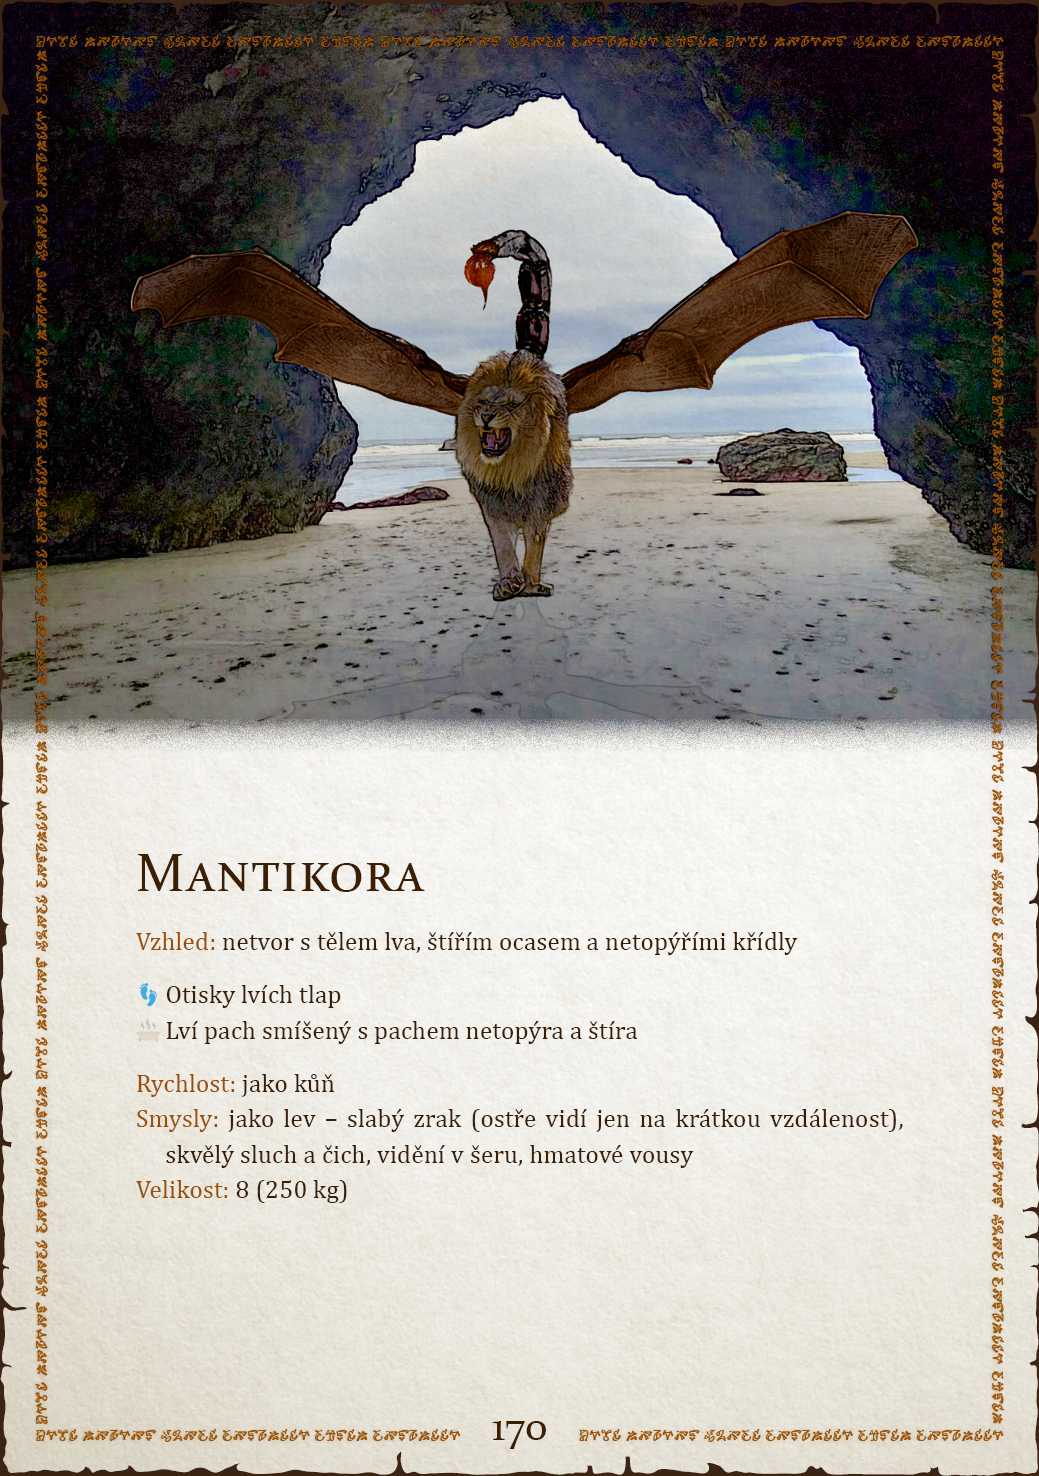 Mantikora
Vzhled: netvor s tělem lva, štířím ocasem a netopýřími křídly
Otisky lvích tlap
Lví pach smíšený s pachem netopýra a štíra
Rychlost: jako kůň
Smysly: jako lev – slabý zrak (ostře vidí jen na krátkou vzdálenost),
skvělý sluch a čich, vidění v šeru, hmatové vousy
Velikost: 8 (250 kg)
170